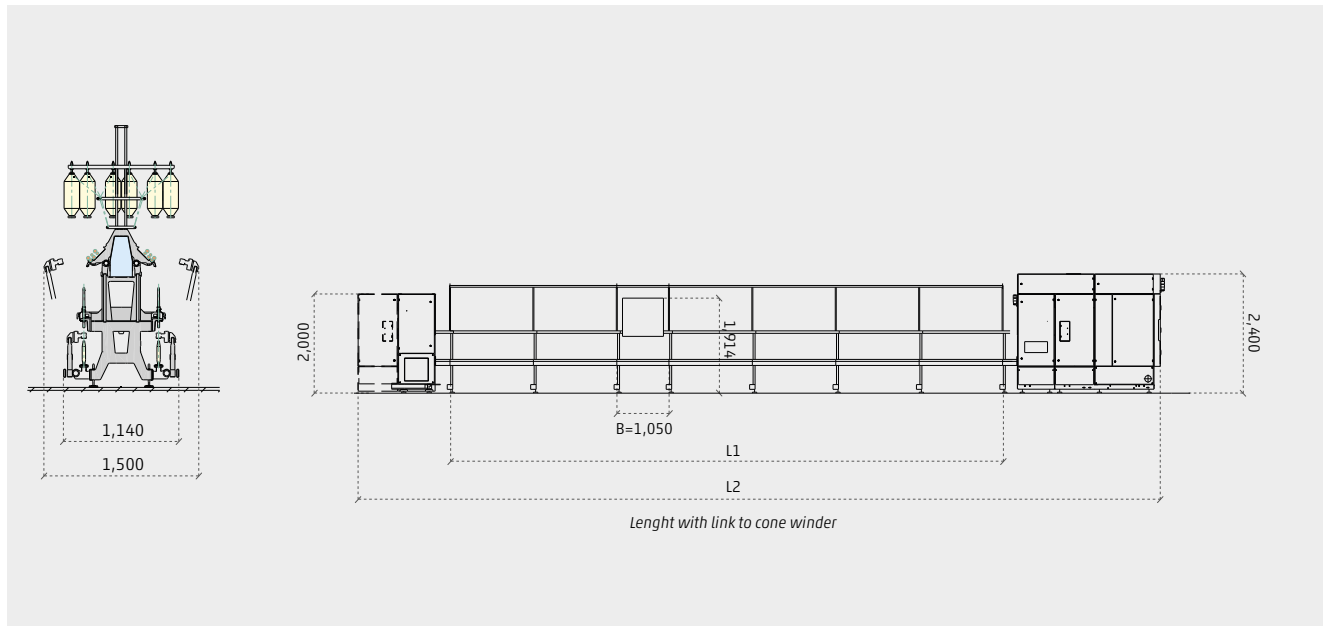 1,140
1,500
2,000
1,914
2,400
B=1,050
L1
L2
Lenght with link to cone winder